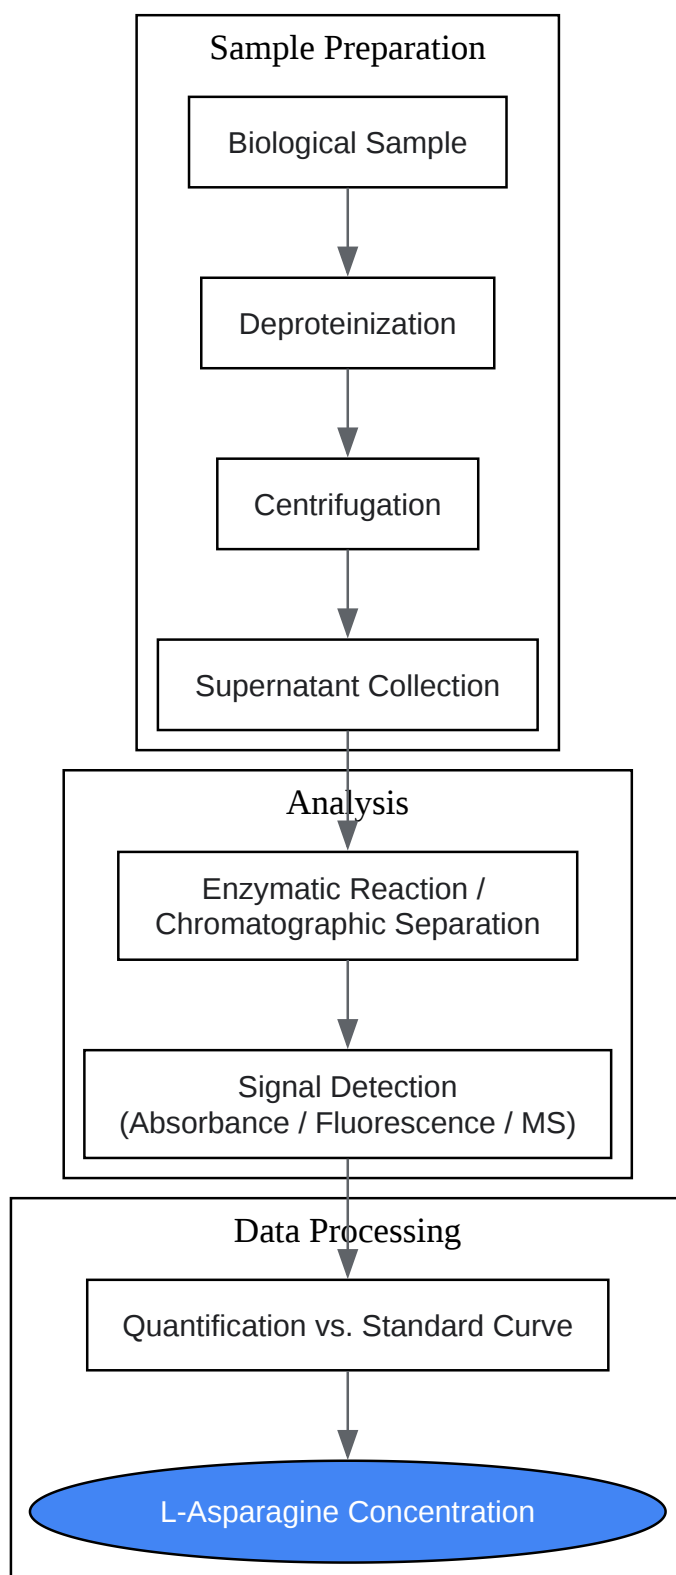 Sample Preparation
Biological Sample
Deproteinization
Centrifugation
Supernatant Collection
Analysis
Enzymatic Reaction /
Chromatographic Separation
Signal Detection
(Absorbance / Fluorescence / MS)
Data Processing
Quantification vs. Standard Curve
L-Asparagine Concentration